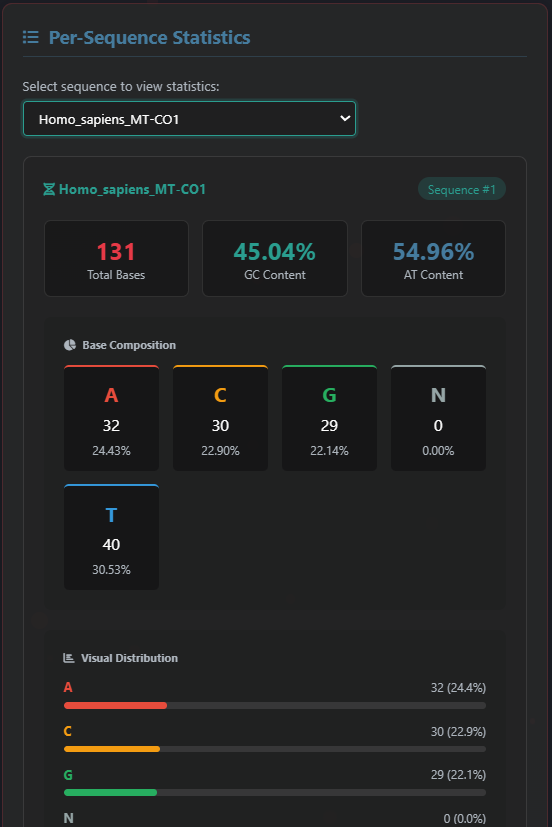 Per-Sequence Statistics
Select sequence to view statistics:
Homo_sapiens_MT-CO1
Homo_sapiens_MT-CO1
Sequence #1
131
Total Bases
45.04%
GC Content
54.96%
AT Content
Base Composition
A
32
24.43%
C
30
22.90%
G
29
22.14%
N
0
0.00%
T
40
30.53%
Visual Distribution
A 32 (24.4%)
C 30 (22.9%)
G 29 (22.1%)
N 0 (0.0%)